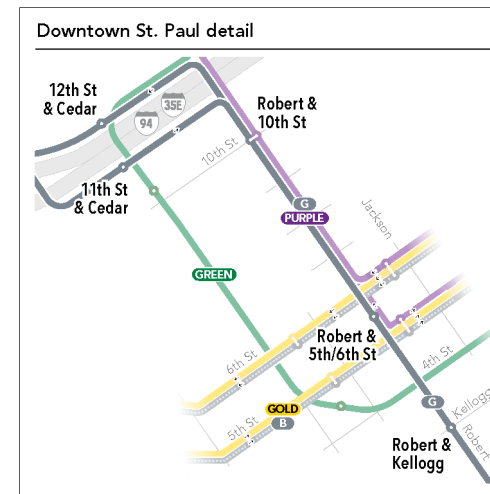 Downtown St. Paul detail
12th St
& Cedar
35E
94
Robert &
10th St
10th St
11th St
& Cedar
G
PURPLE
Jackson
GREEN
Robert &
5th/6th St
6th St
4th St
GOLD
B
G
5th St
Kellogg
Robert
Robert &
Kellogg